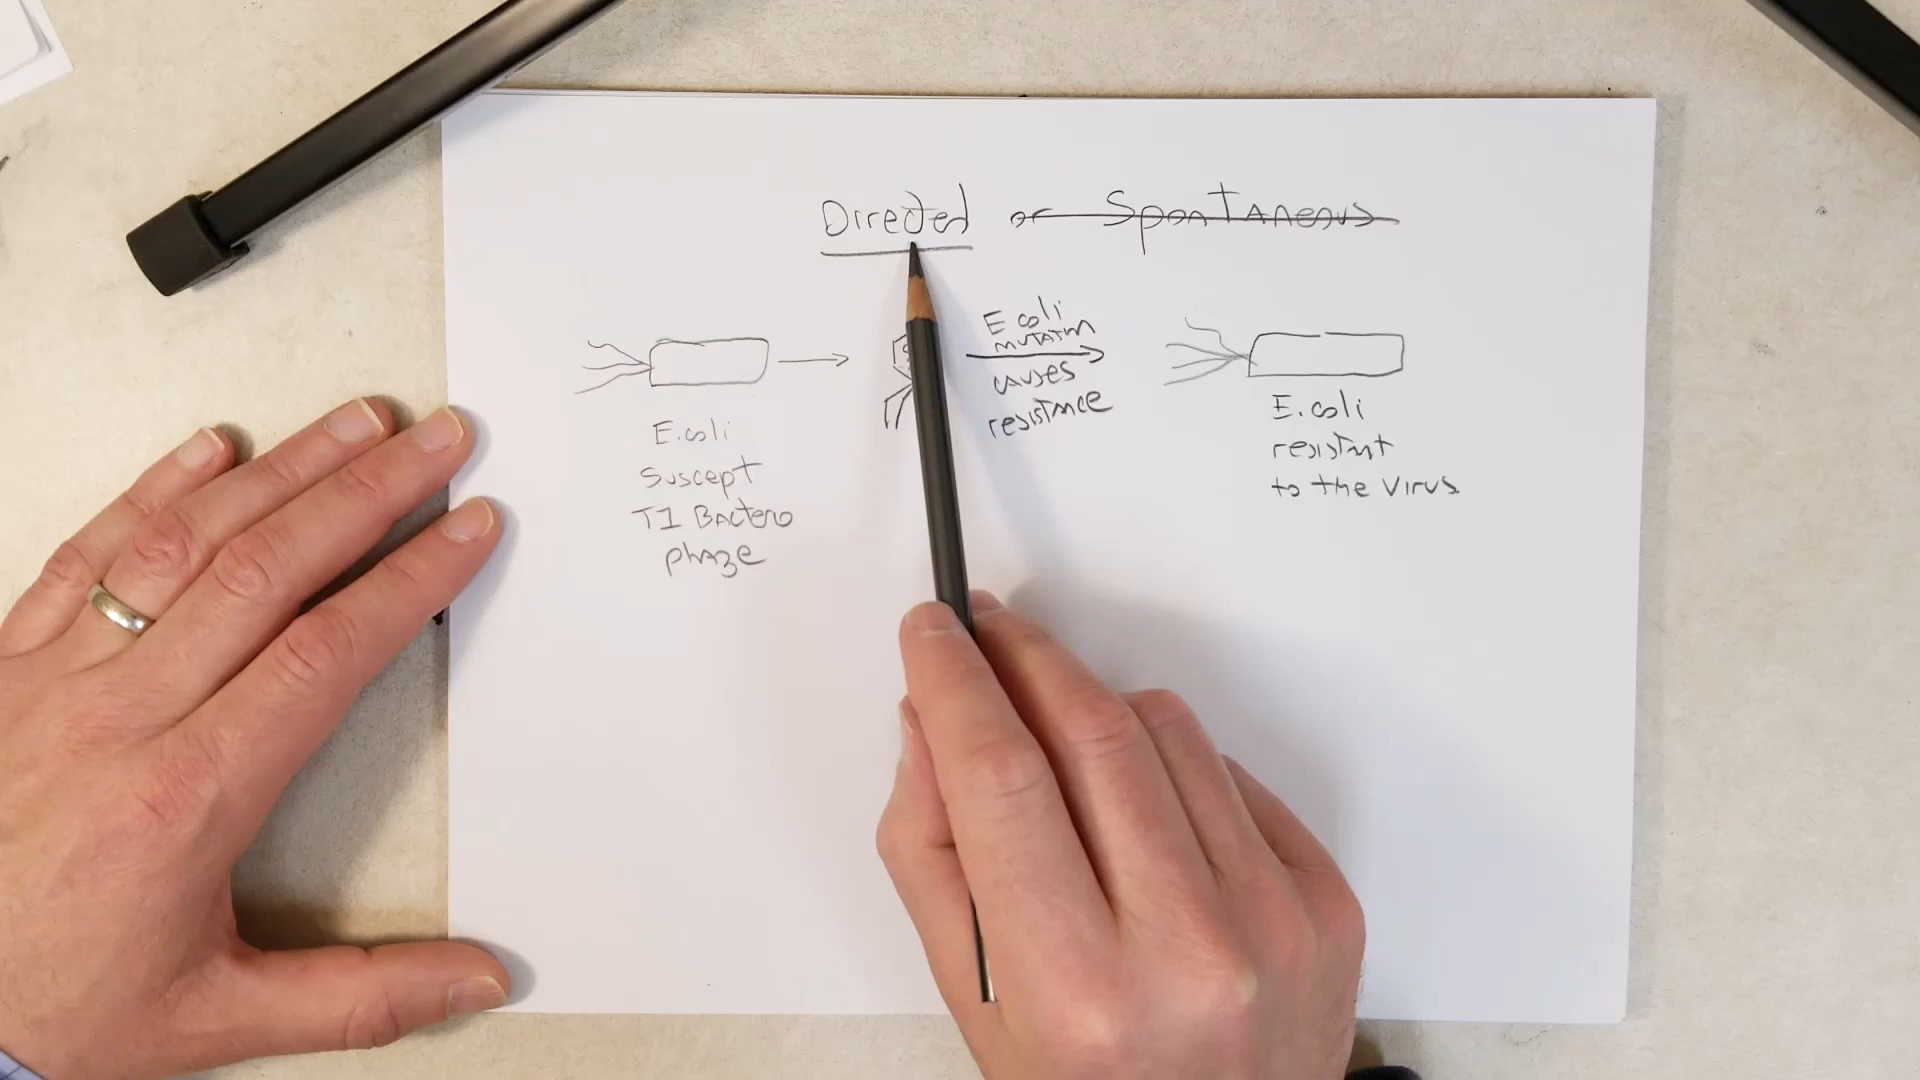 Directed or Spontaneous
E.coli
Suscept
T1 Bacterio
phage
E coli
mutation
causes
resistance
E.coli
resistant
to the virus